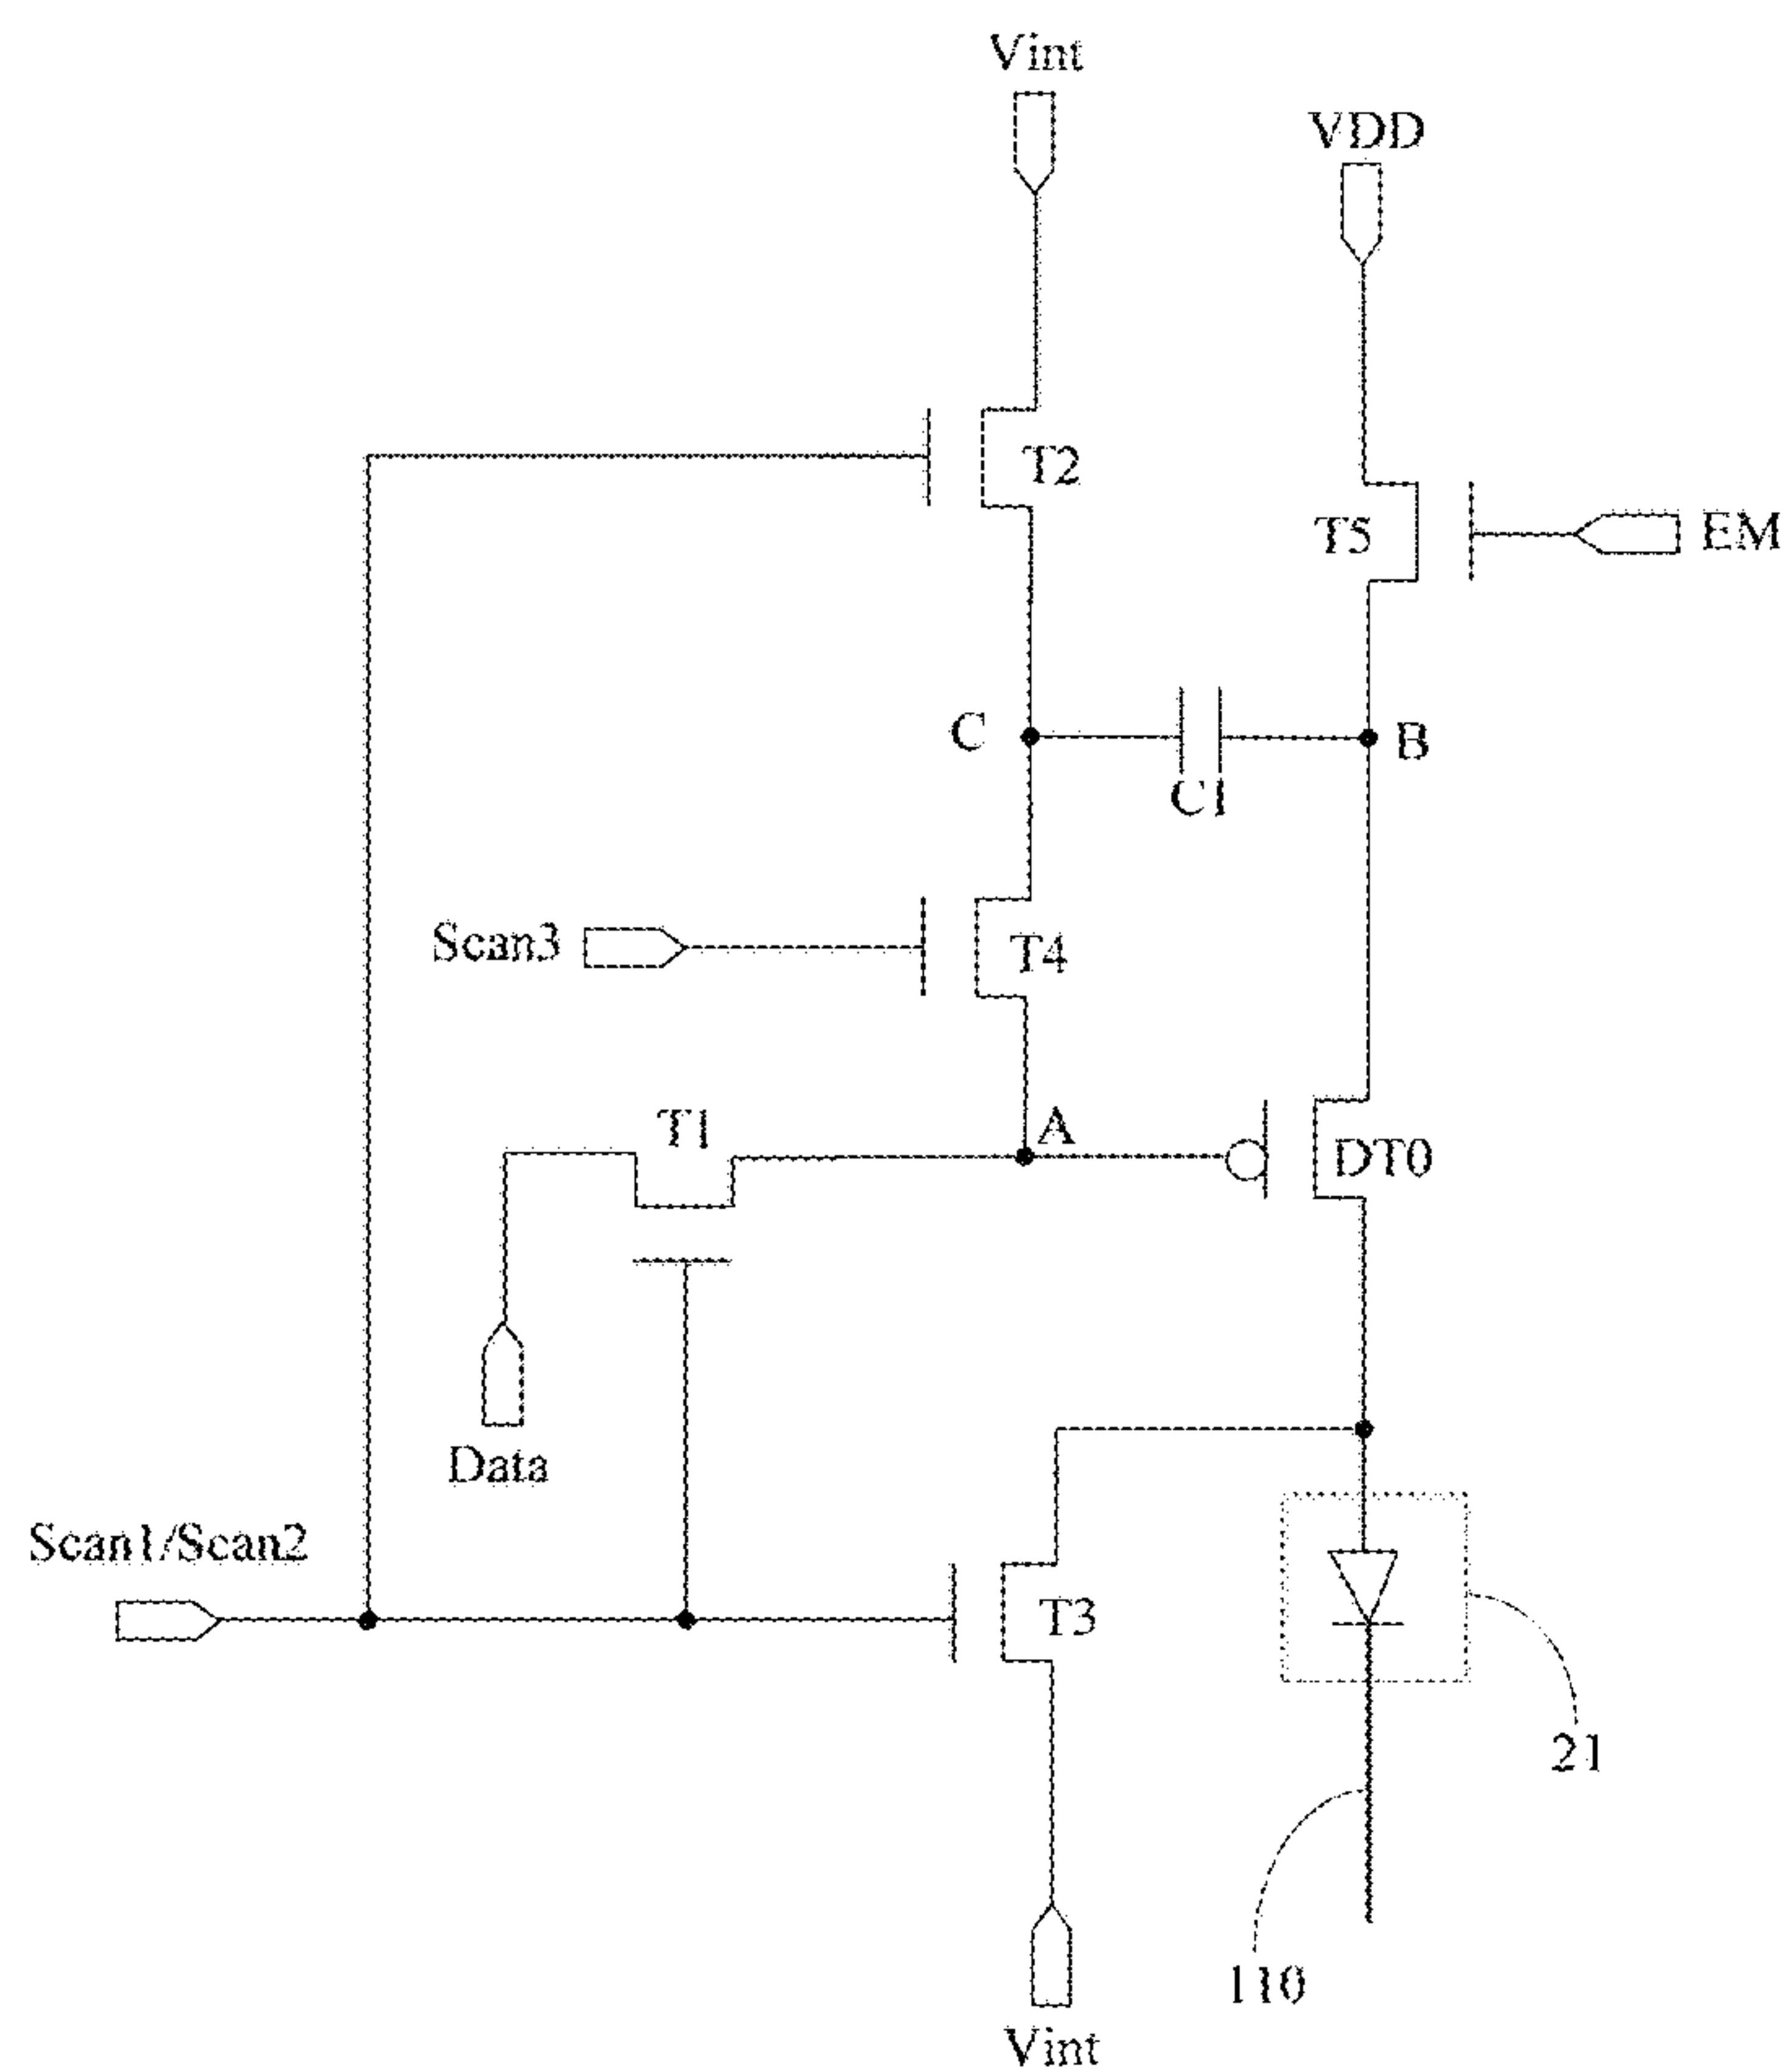 Vint
VDD
T2
T5
EM
C
B
C1
Scan3
T4
T1
A
DT0
Data
Scan1/Scan2
T3
21
110
Vint